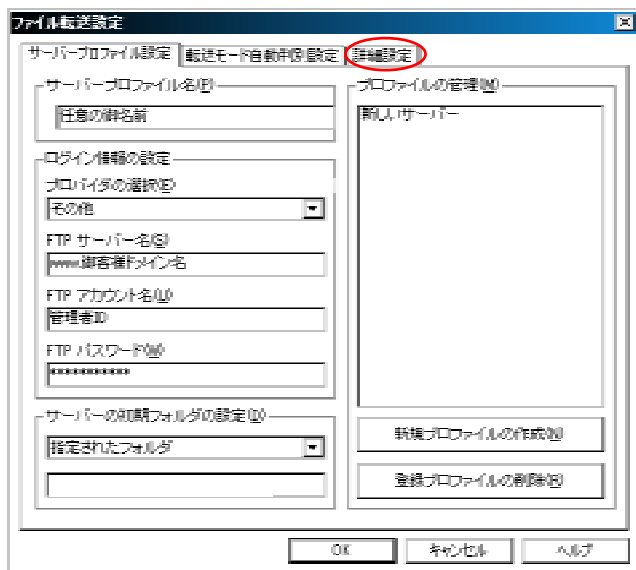 ファイル転送設定
サーバープロファイル設定 転送モード自動判別設定 詳細設定
サーバープロファイル名(P)
任意の御名前
ログイン情報の設定
プロバイダの選択(E)
その他
FTP サーバー名(S)
www.御客様ドメイン名
FTP アカウント名(U)
管理者ID
FTP パスワード(W)
***********
サーバーの初期フォルダの設定(D)
指定されたフォルダ
プロファイルの管理(M)
新しいサーバー
新規プロファイルの作成(N)
登録プロファイルの削除(R)
OK キャンセル ヘルプ